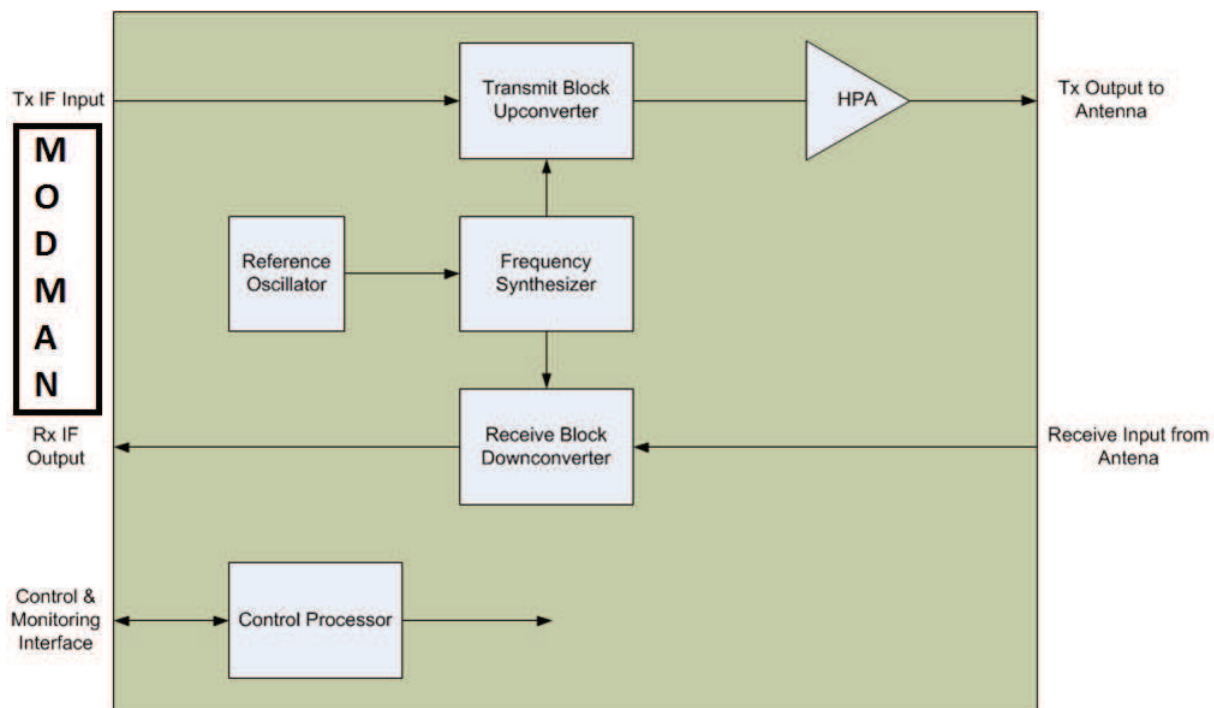 Tx IF Input
Transmit Block
Upconverter
HPA
Tx Output to
Antenna
M
O
D
M
A
N
Reference
Oscillator
Frequency
Synthesizer
Rx IF
Output
Receive Block
Downconverter
Receive Input from
Antena
Control &
Monitoring
Interface
Control Processor